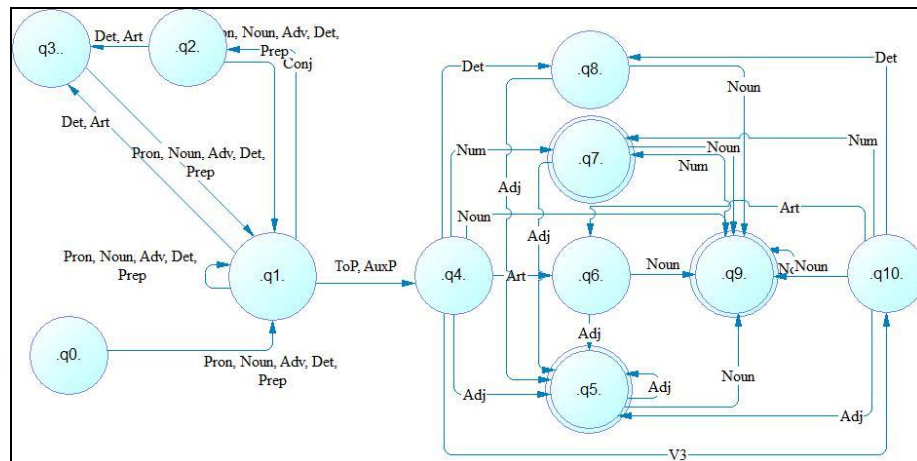 q3..
Det, Art
.q2.
on, Noun, Adv, Det,
Prep
Conj
Det, Art
Pron, Noun, Adv, Det,
Prep
Pron, Noun, Adv, Det,
Prep
.q1.
ToP, AuxP
.q0.
Pron, Noun, Adv, Det,
Prep
.q4.
Det
.q8.
Det
Noun
Num
.q7.
Noun
Num
Num
Adj
Adj
Noun
Art
Art
.q6.
Noun
.q9.
Noun
.q10.
Adj
Adj
.q5.
Adj
Noun
Adj
V3